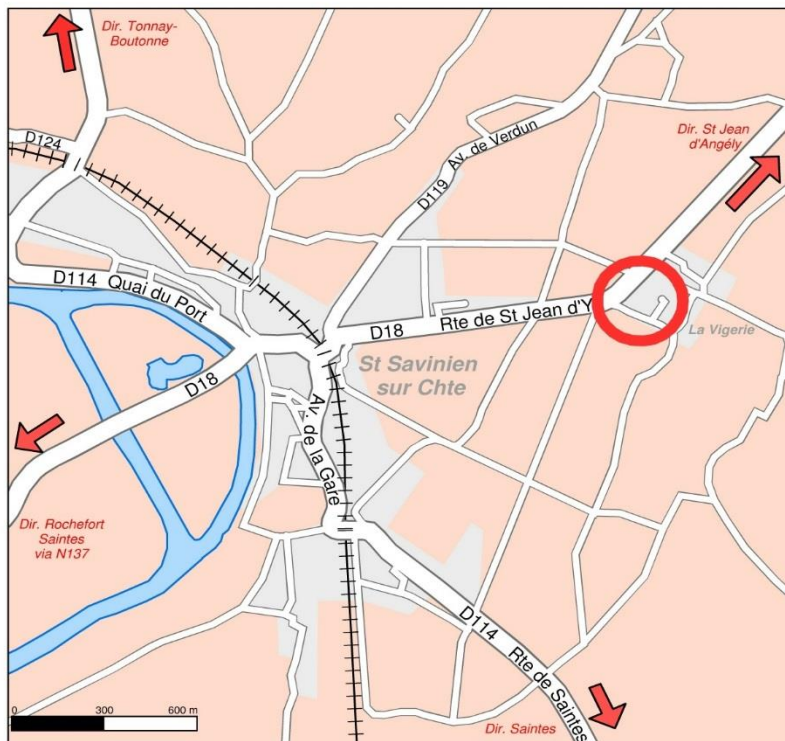 Dir. Tonnay-
Boutonne
D124
Av. de Verdun
D119
Dir. St Jean
d'Angély
D114 Quai du Port
D18 Rte de St Jean d'Y
La Vigerie
St Savinien
sur Chte
D18
Av. de la Gare
Dir. Rochefort
Saintes
via N137
D114 Rte de Saintes
Dir. Saintes
0 300 600 m